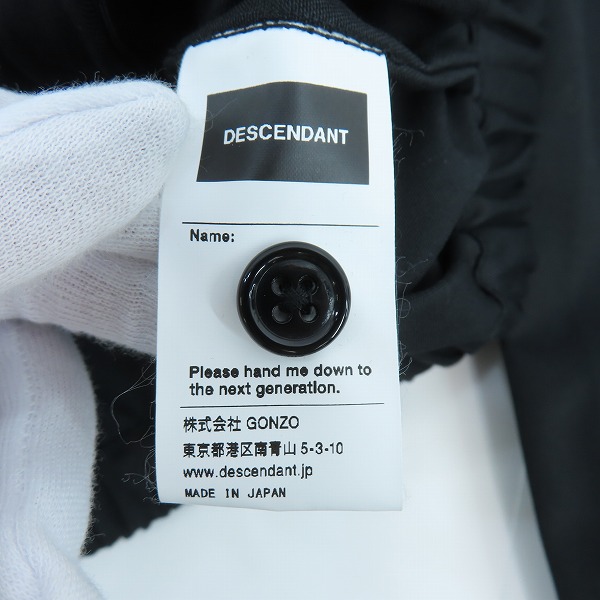 DESCENDANT
Name:
Please hand me down to
the next generation.
株式会社 GONZO
東京都港区南青山 5-3-10
www.descendant.jp
MADE IN JAPAN